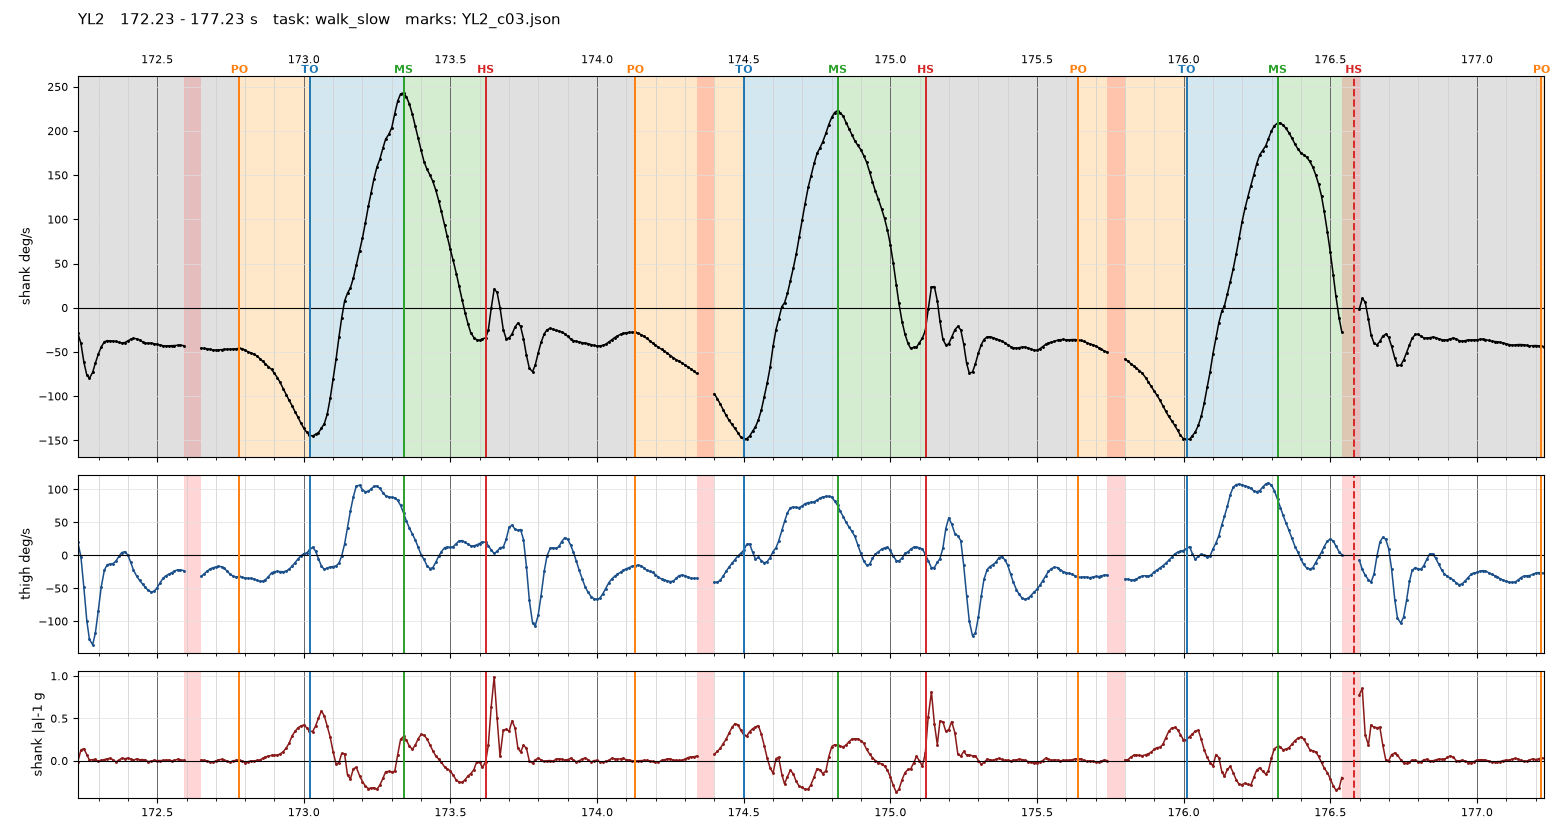 YL2   172.23 - 177.23 s   task: walk_slow   marks: YL2_c03.json
172.5 173.0 173.5 174.0 174.5 175.0 175.5 176.0 176.5 177.0
PO TO MS HS PO TO MS HS PO TO MS HS PO
250
200
150
100
50
0
−50
−100
−150
shank deg/s
100
50
0
−50
−100
thigh deg/s
1.0
0.5
0.0
shank |a|-1 g
172.5 173.0 173.5 174.0 174.5 175.0 175.5 176.0 176.5 177.0